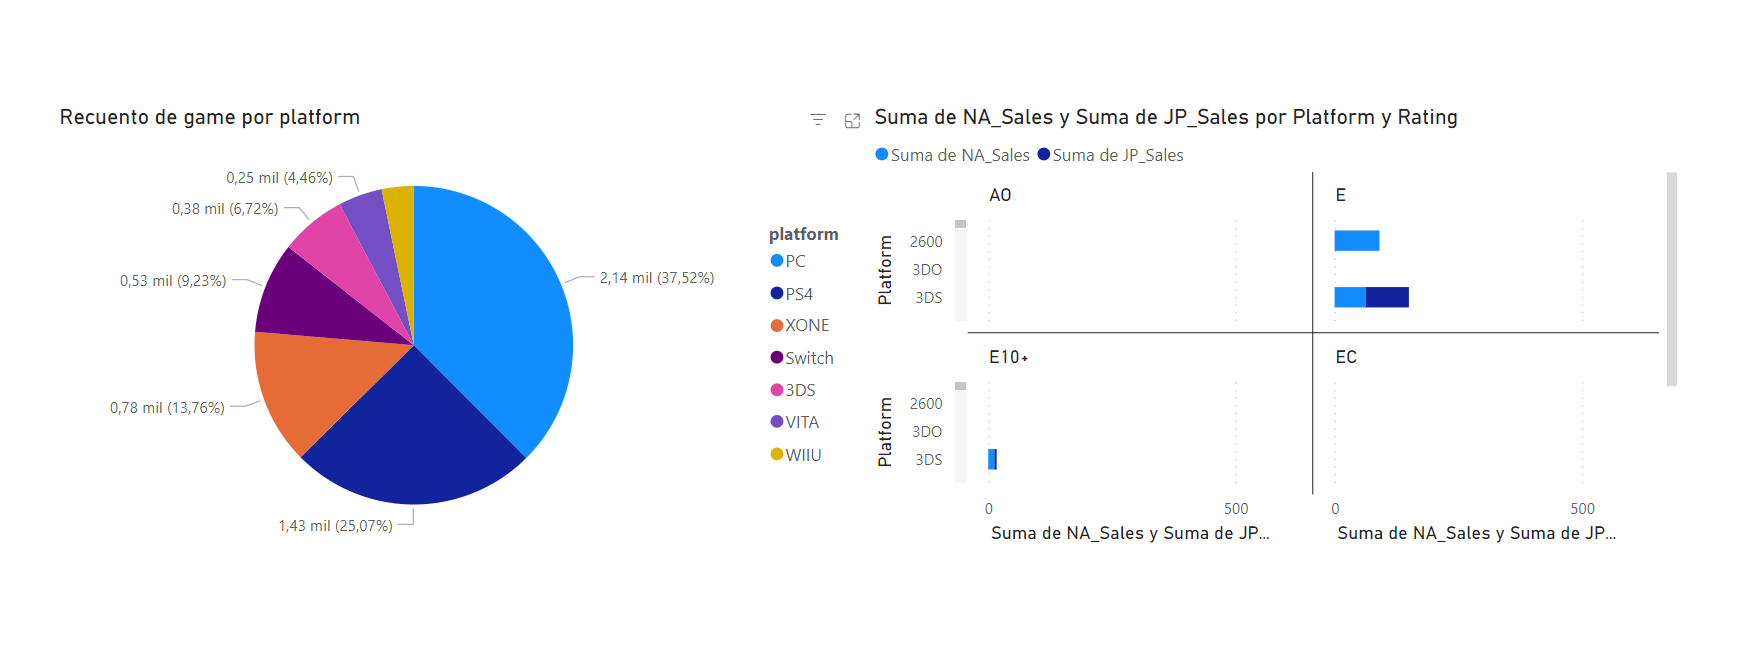 Recuento de game por platform
0,25 mil (4,46%)
0,38 mil (6,72%)
0,53 mil (9,23%)
0,78 mil (13,76%)
1,43 mil (25,07%)
2,14 mil (37,52%)
platform
PC
PS4
XONE
Switch
3DS
VITA
WIIU
Suma de NA_Sales y Suma de JP_Sales por Platform y Rating
Suma de NA_Sales Suma de JP_Sales
AO
E
Platform
2600
3DO
3DS
E10+
EC
Platform
2600
3DO
3DS
0 500 0 500
Suma de NA_Sales y Suma de JP... Suma de NA_Sales y Suma de JP...